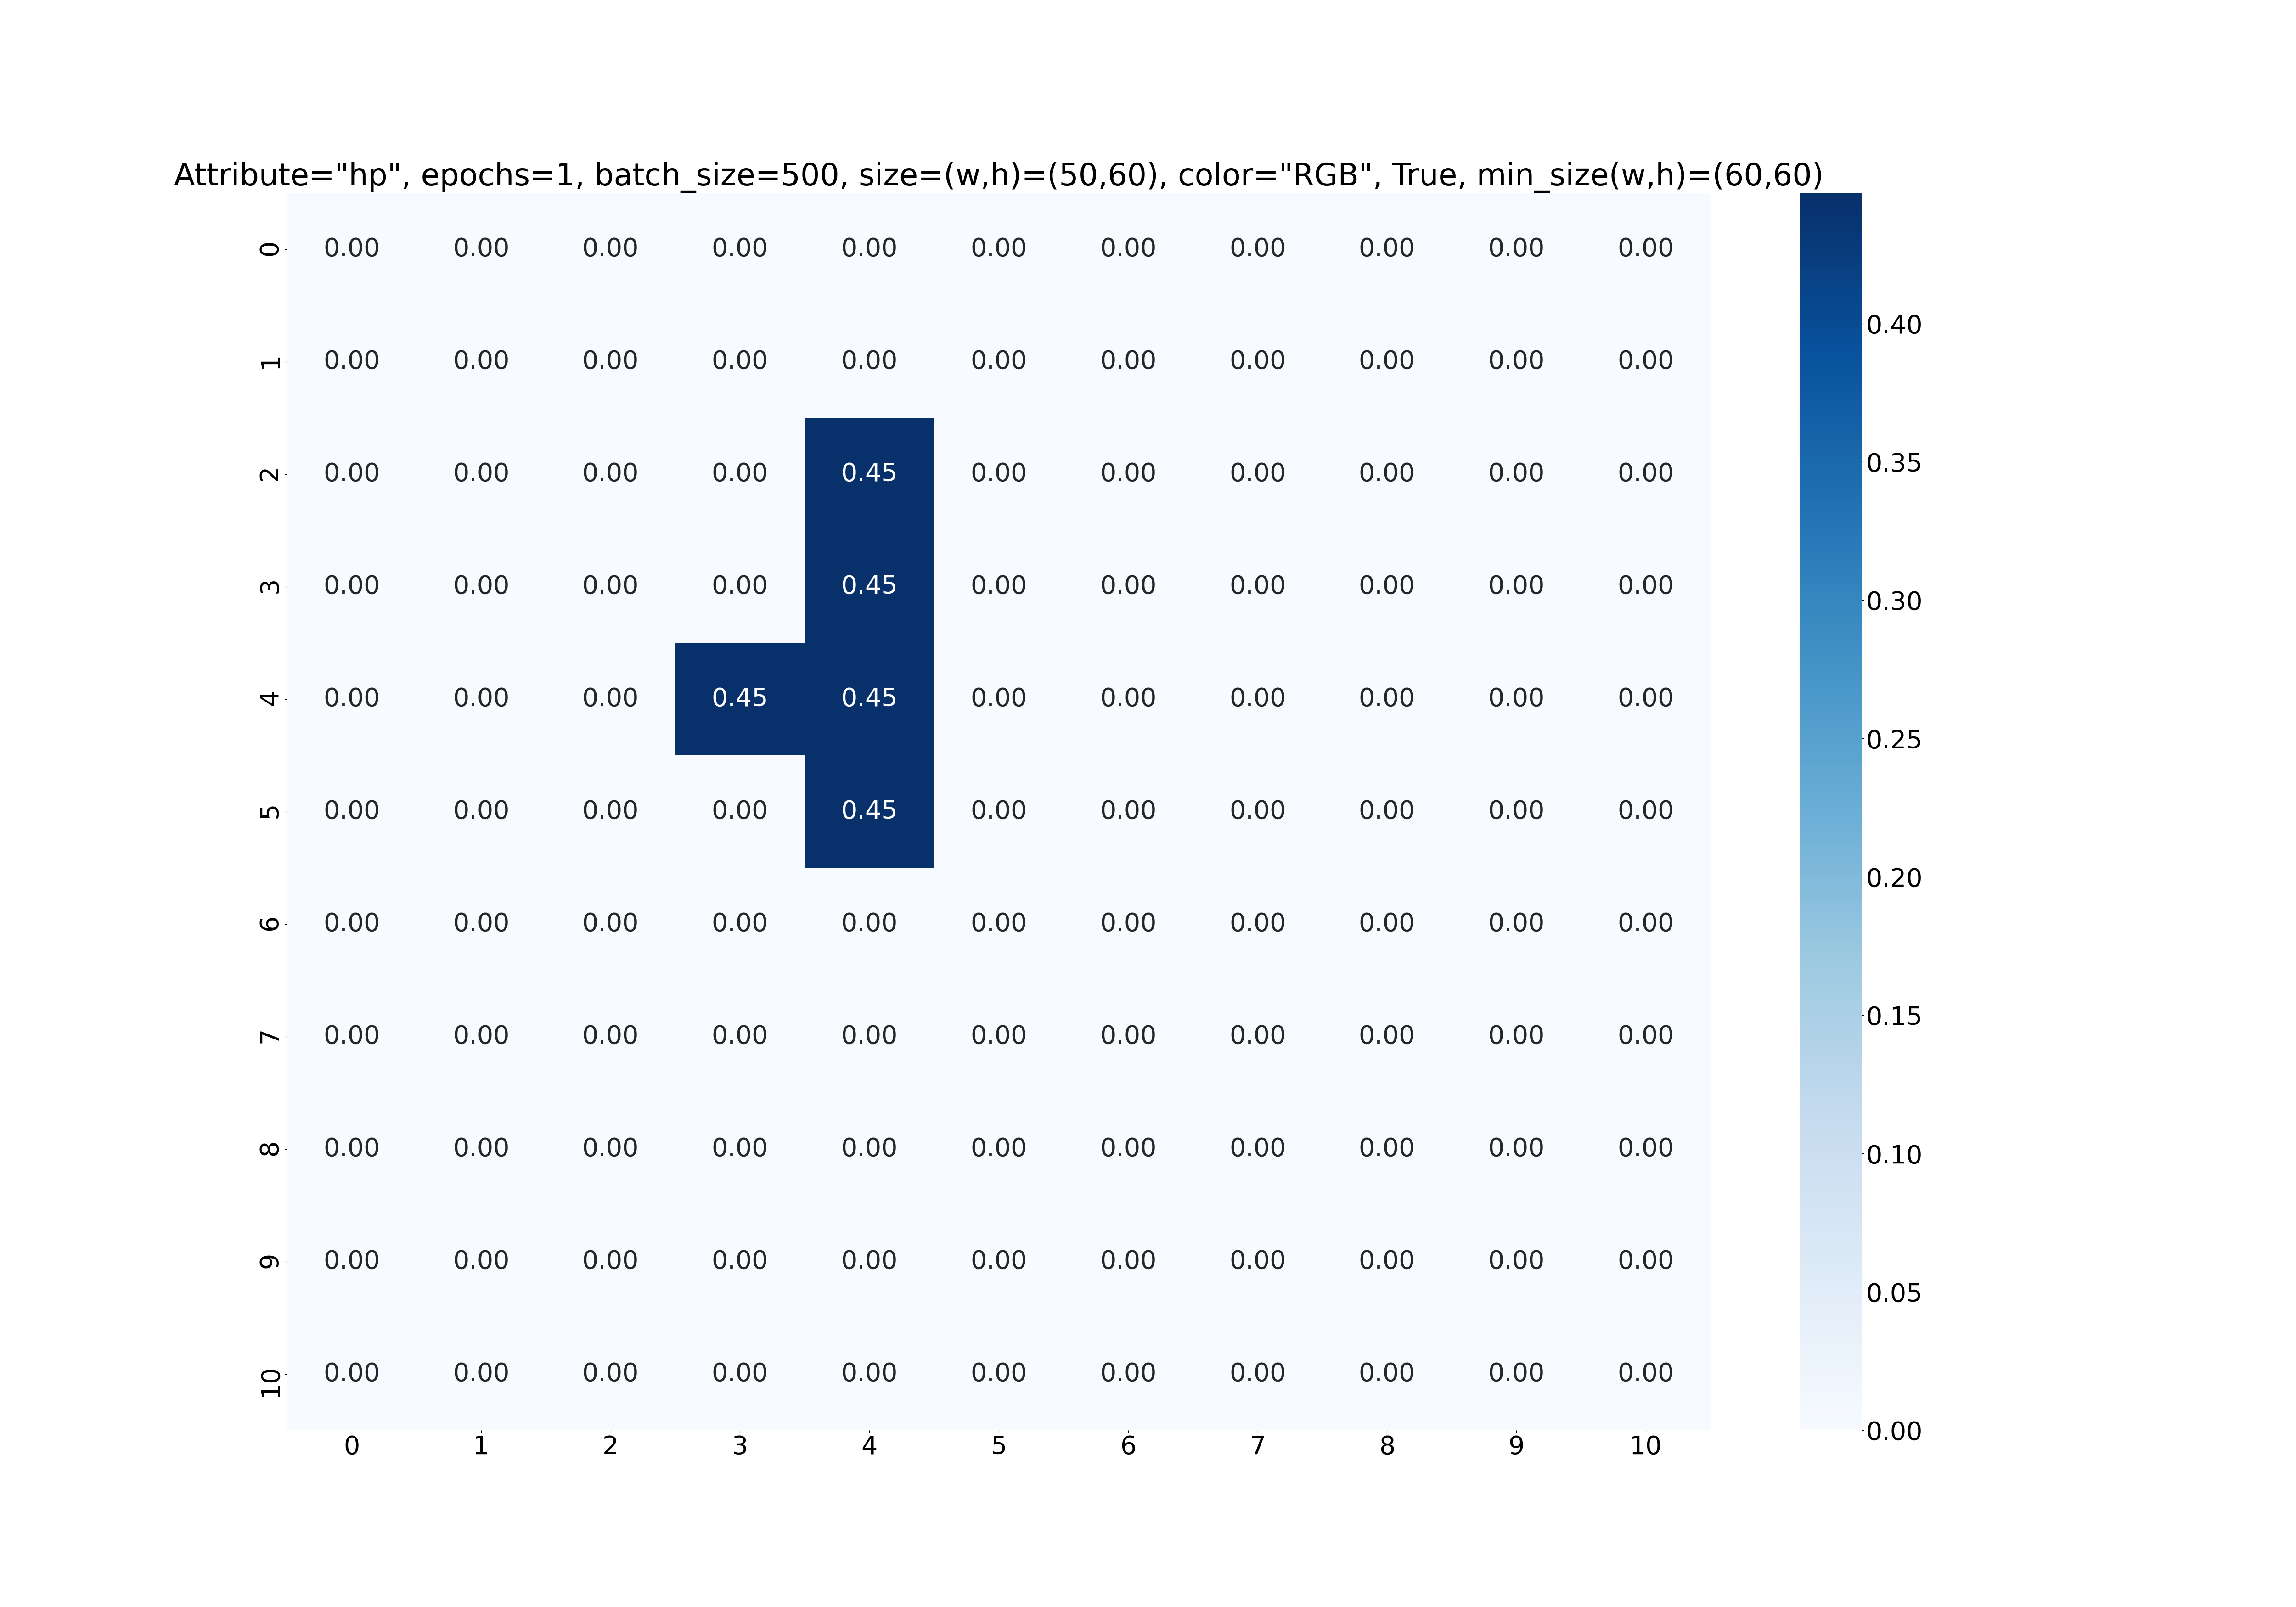 Attribute="hp", epochs=1, batch_size=500, size=(w,h)=(50,60), color="RGB", True, min_size(w,h)=(60,60)
0 0.00 0.00 0.00 0.00 0.00 0.00 0.00 0.00 0.00 0.00 0.00
1 0.00 0.00 0.00 0.00 0.00 0.00 0.00 0.00 0.00 0.00 0.00
2 0.00 0.00 0.00 0.00 0.45 0.00 0.00 0.00 0.00 0.00 0.00
3 0.00 0.00 0.00 0.00 0.45 0.00 0.00 0.00 0.00 0.00 0.00
4 0.00 0.00 0.00 0.45 0.45 0.00 0.00 0.00 0.00 0.00 0.00
5 0.00 0.00 0.00 0.00 0.45 0.00 0.00 0.00 0.00 0.00 0.00
6 0.00 0.00 0.00 0.00 0.00 0.00 0.00 0.00 0.00 0.00 0.00
7 0.00 0.00 0.00 0.00 0.00 0.00 0.00 0.00 0.00 0.00 0.00
8 0.00 0.00 0.00 0.00 0.00 0.00 0.00 0.00 0.00 0.00 0.00
9 0.00 0.00 0.00 0.00 0.00 0.00 0.00 0.00 0.00 0.00 0.00
10 0.00 0.00 0.00 0.00 0.00 0.00 0.00 0.00 0.00 0.00 0.00
0 1 2 3 4 5 6 7 8 9 10
0.40
0.35
0.30
0.25
0.20
0.15
0.10
0.05
0.00